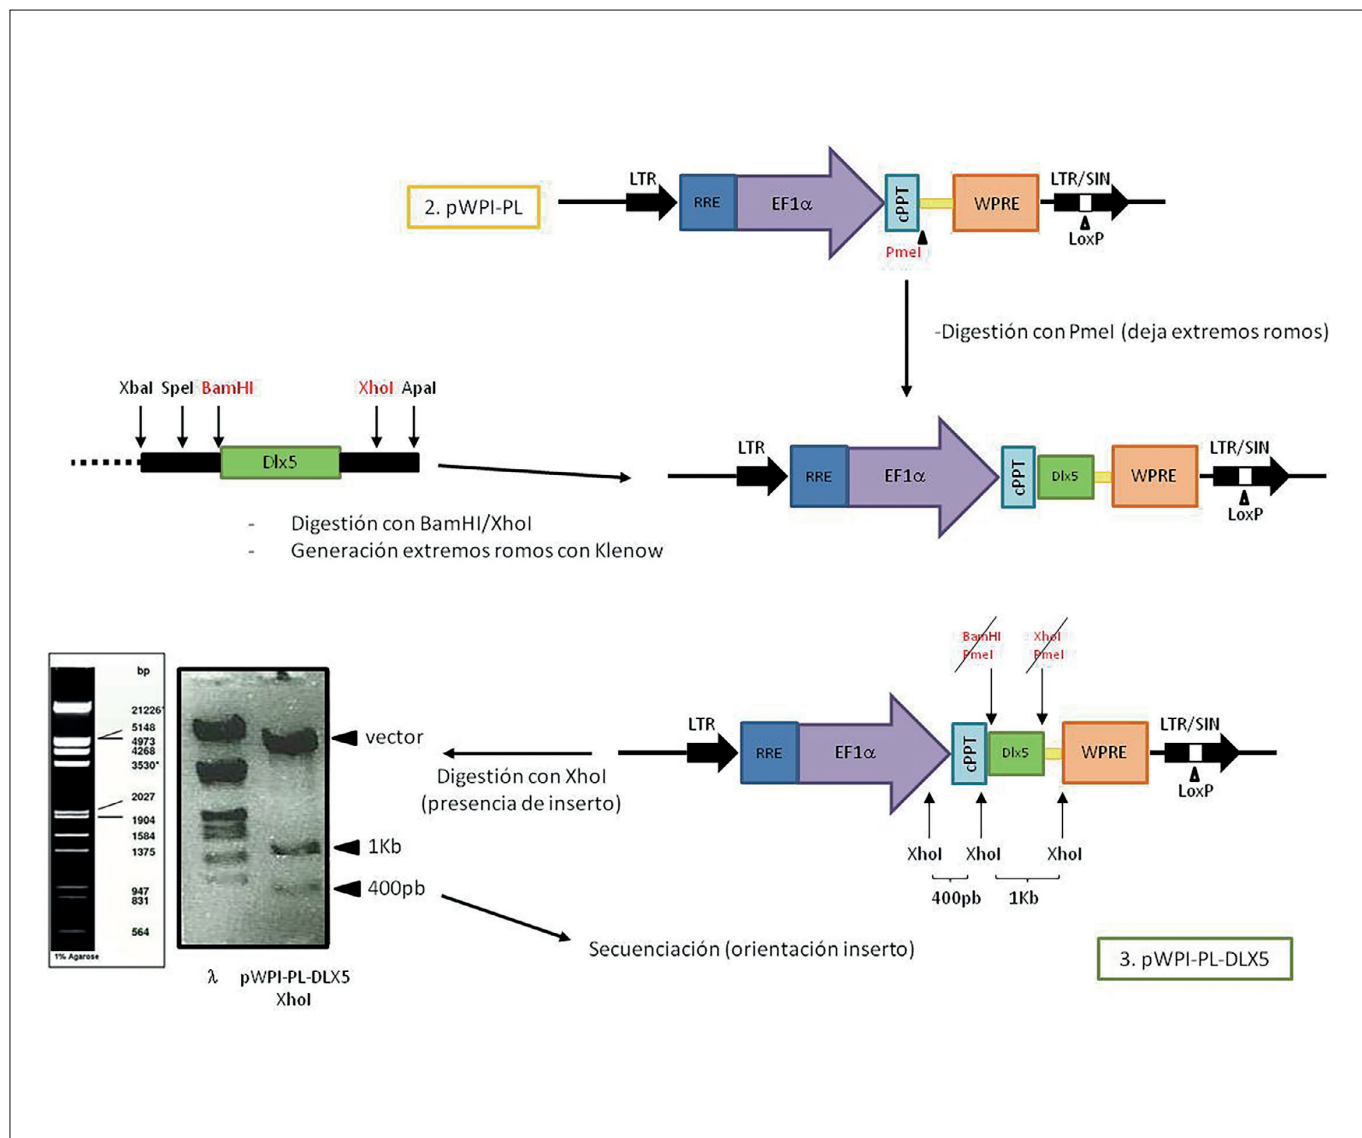 2. pWPI-PL
LTR
RRE
EF1α
cPPT
WPRE
LTR/SIN
LoxP
PmeI
-Digestión con PmeI (deja extremos romos)
XbaI SpeI BamHI XhoI ApaI
Dlx5
- Digestión con BamHI/XhoI
- Generación extremos romos con Klenow
LTR
RRE
EF1α
cPPT
Dlx5
WPRE
LTR/SIN
LoxP
bp
21226*
5148
4973
4268
3530*
2027
1904
1584
1375
947
831
564
1% Agarose
λ pWPI-PL-DLX5
XhoI
vector
1Kb
400pb
Digestión con XhoI
(presencia de inserto)
BamHI
PmeI
XhoI
PmeI
LTR
RRE
EF1α
cPPT
Dlx5
WPRE
LTR/SIN
LoxP
XhoI XhoI XhoI
400pb 1Kb
Secuenciación (orientación inserto)
3. pWPI-PL-DLX5